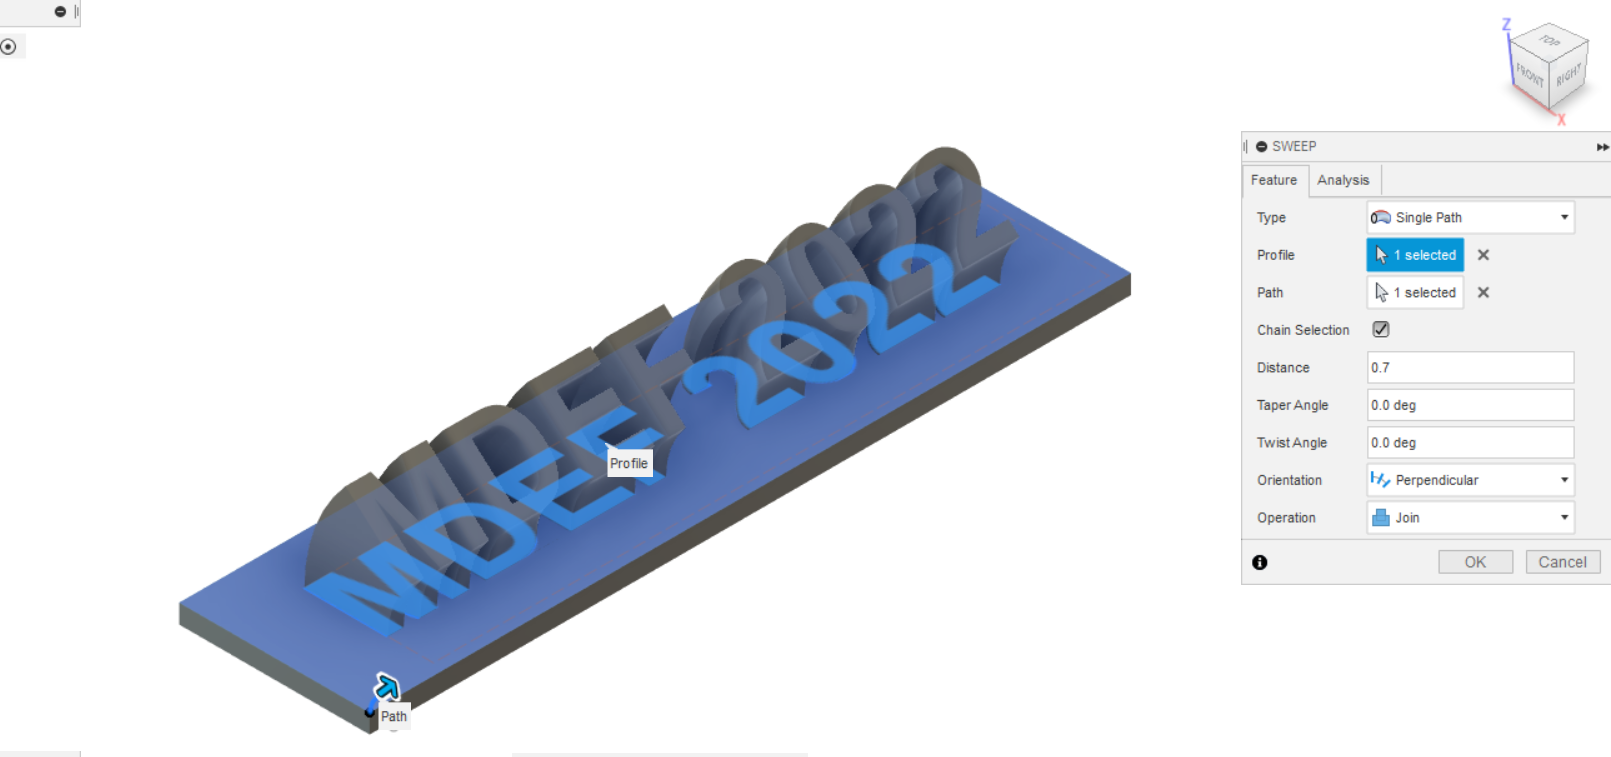 Z
TOP
FRONT
RIGHT
X
SWEEP
Feature
Analysis
Type
Single Path
Profile
1 selected
Path
1 selected
Chain Selection
Distance
0.7
Taper Angle
0.0 deg
Twist Angle
0.0 deg
Orientation
Perpendicular
Operation
Join
OK
Cancel
MDEF 2022
Profile
Path